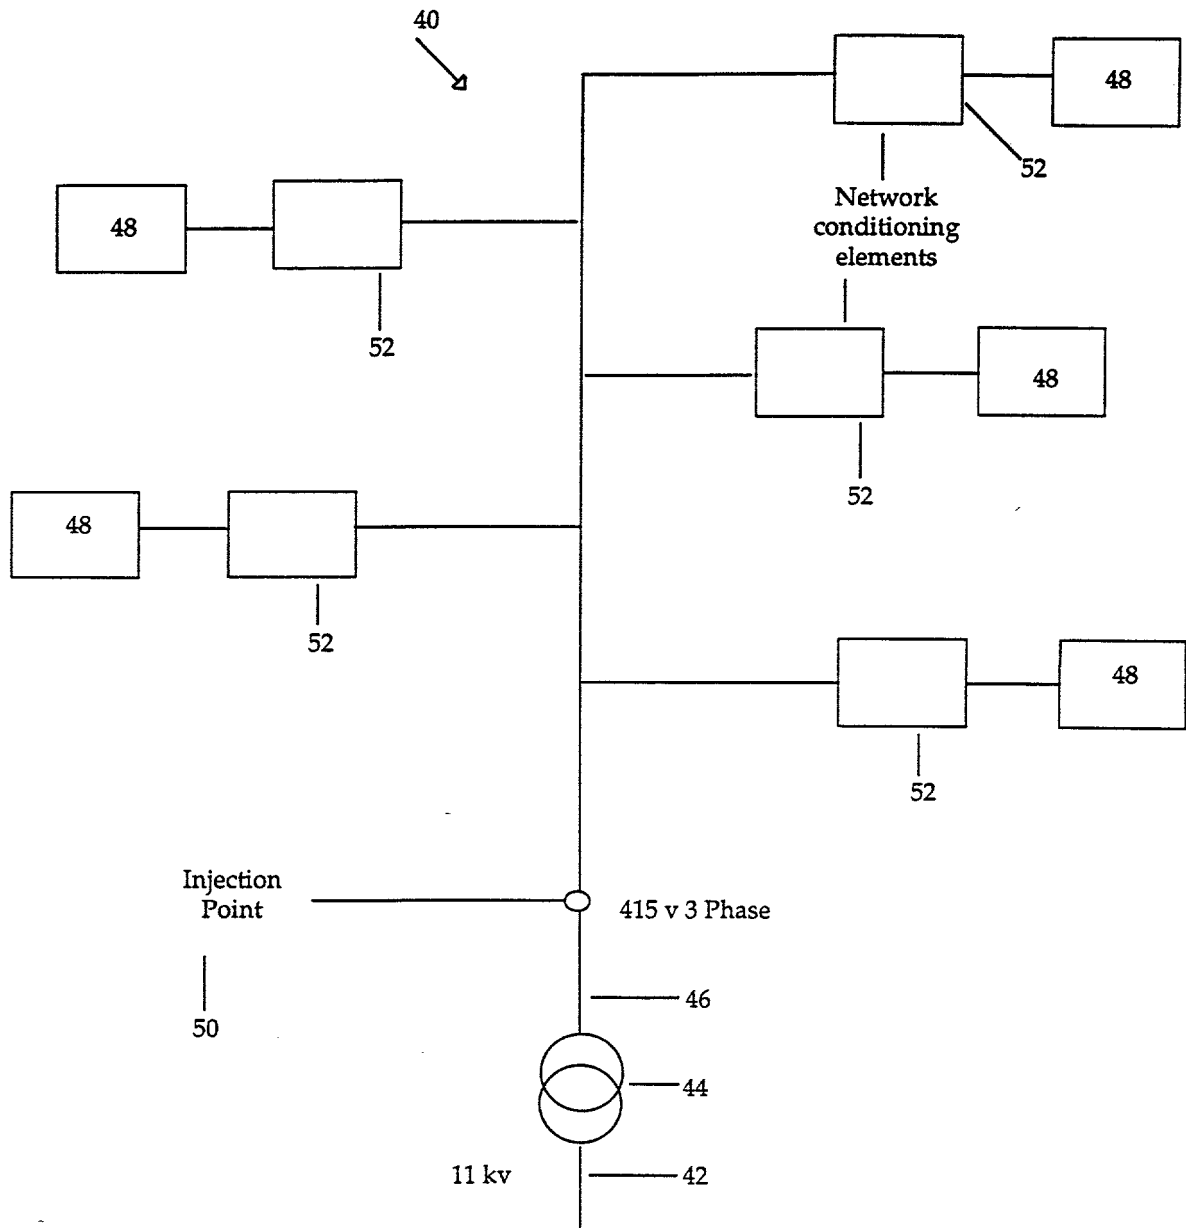 40
48
52
Network
conditioning
elements
48
52
48
52
48
52
48
52
Injection
Point
415 v 3 Phase
50
46
44
11 kv
42